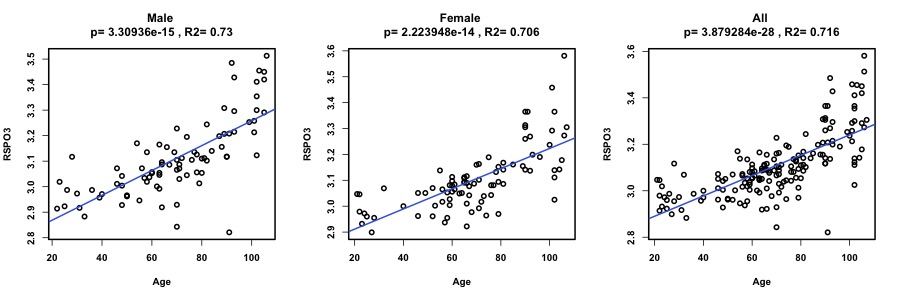 Male
p= 3.30936e-15 , R2= 0.73
RSPO3
3.5
3.4
3.3
3.2
3.1
3.0
2.9
2.8
20 40 60 80 100
Age
Female
p= 2.223948e-14 , R2= 0.706
RSPO3
3.6
3.5
3.4
3.3
3.2
3.1
3.0
2.9
20 40 60 80 100
Age
All
p= 3.879284e-28 , R2= 0.716
RSPO3
3.6
3.4
3.2
3.0
2.8
20 40 60 80 100
Age